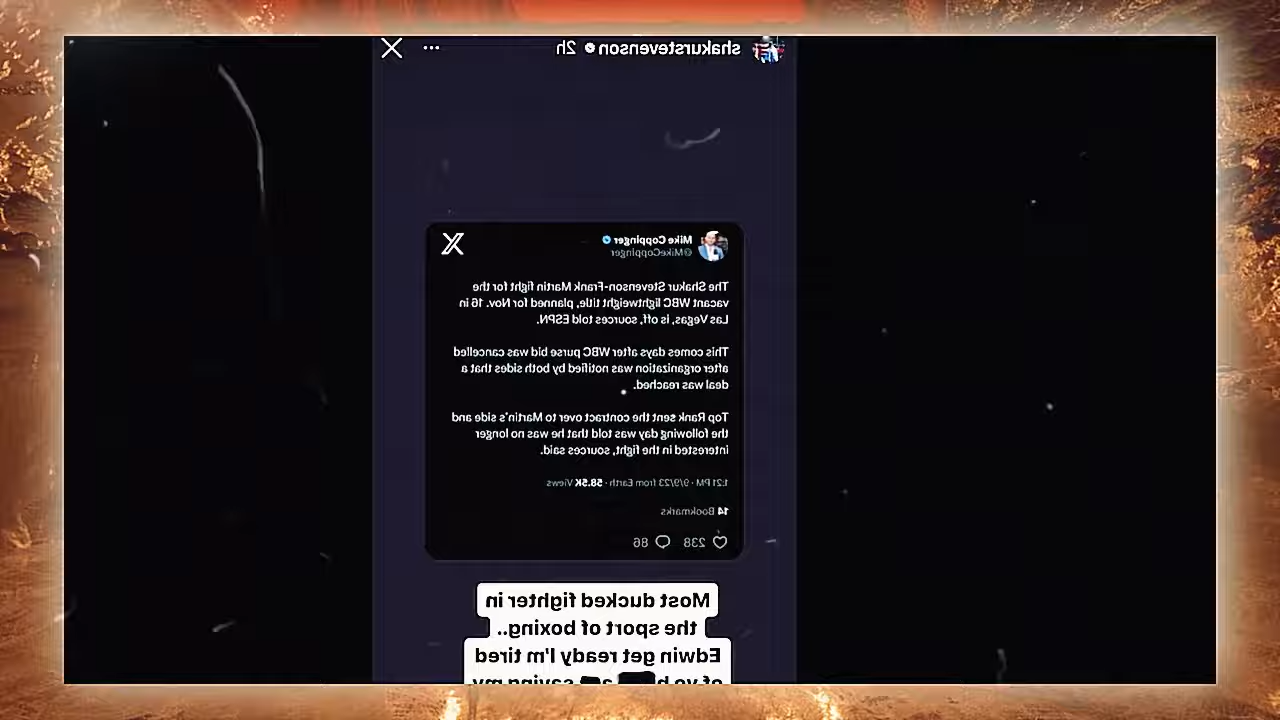 shakurstevenson 2h
Mike Coppinger
@MikeCoppinger
The Shakur Stevenson-Frank Martin fight for the
vacant WBC lightweight title, planned for Nov. 16 in
Las Vegas, is off, sources told ESPN.
This comes days after WBC purse bid was cancelled
after organization was notified by both sides that a
deal was reached.
Top Rank sent the contract over to Martin's side and
the following day was told that he was no longer
interested in the fight, sources said.
1:21 PM · 9/9/23 from Earth · 58.5K Views
14 Bookmarks
238 86
Most ducked fighter in
the sport of boxing..
Edwin get ready I'm tired
of yo saying my